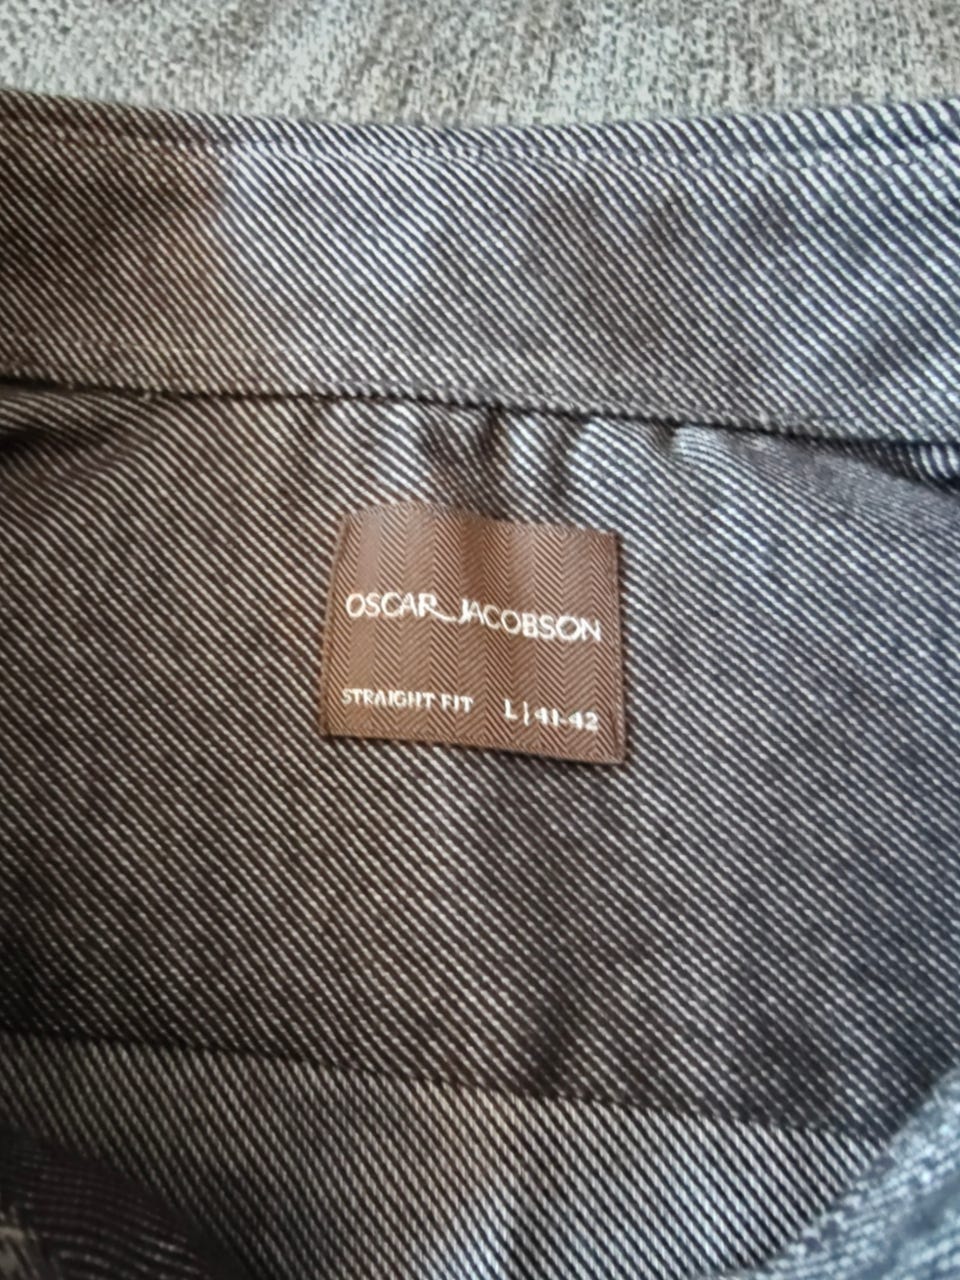 OSCAR JACOBSON
STRAIGHT FIT L | 41-42